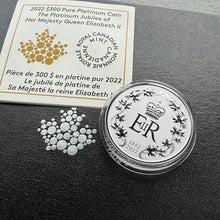 2022 $300 Pure Platinum Coin
The Platinum Jubilee of
Her Majesty Queen Elizabeth II
ROYAL CANADIAN MINT
MONNAIE ROYALE CANADIENNE
Pièce de 300 $ en platine pur 2022
Le jubilé de platine de
Sa Majesté la reine Elizabeth
EIIR
1952
2022